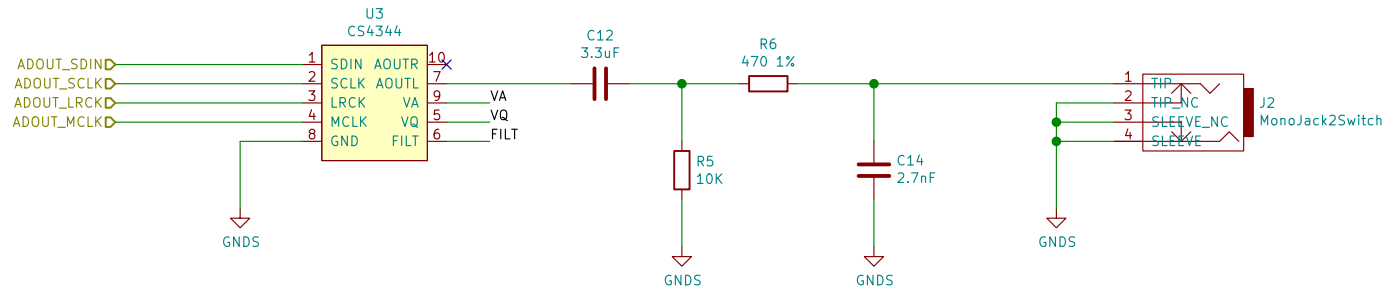 U3
CS4344
ADOUT_SDIN
ADOUT_SCLK
ADOUT_LRCK
ADOUT_MCLK
1 SDIN AOUTR 10
2 SCLK AOUTL 7
3 LRCK VA 9 VA
4 MCLK VQ 5 VQ
8 GND FILT 6 FILT
GNDS
C12
3.3uF
R5
10K
GNDS
R6
470 1%
C14
2.7nF
GNDS
1 TIP
2 TIP_NC
3 SLEEVE_NC
4 SLEEVE
J2
MonoJack2Switch
GNDS